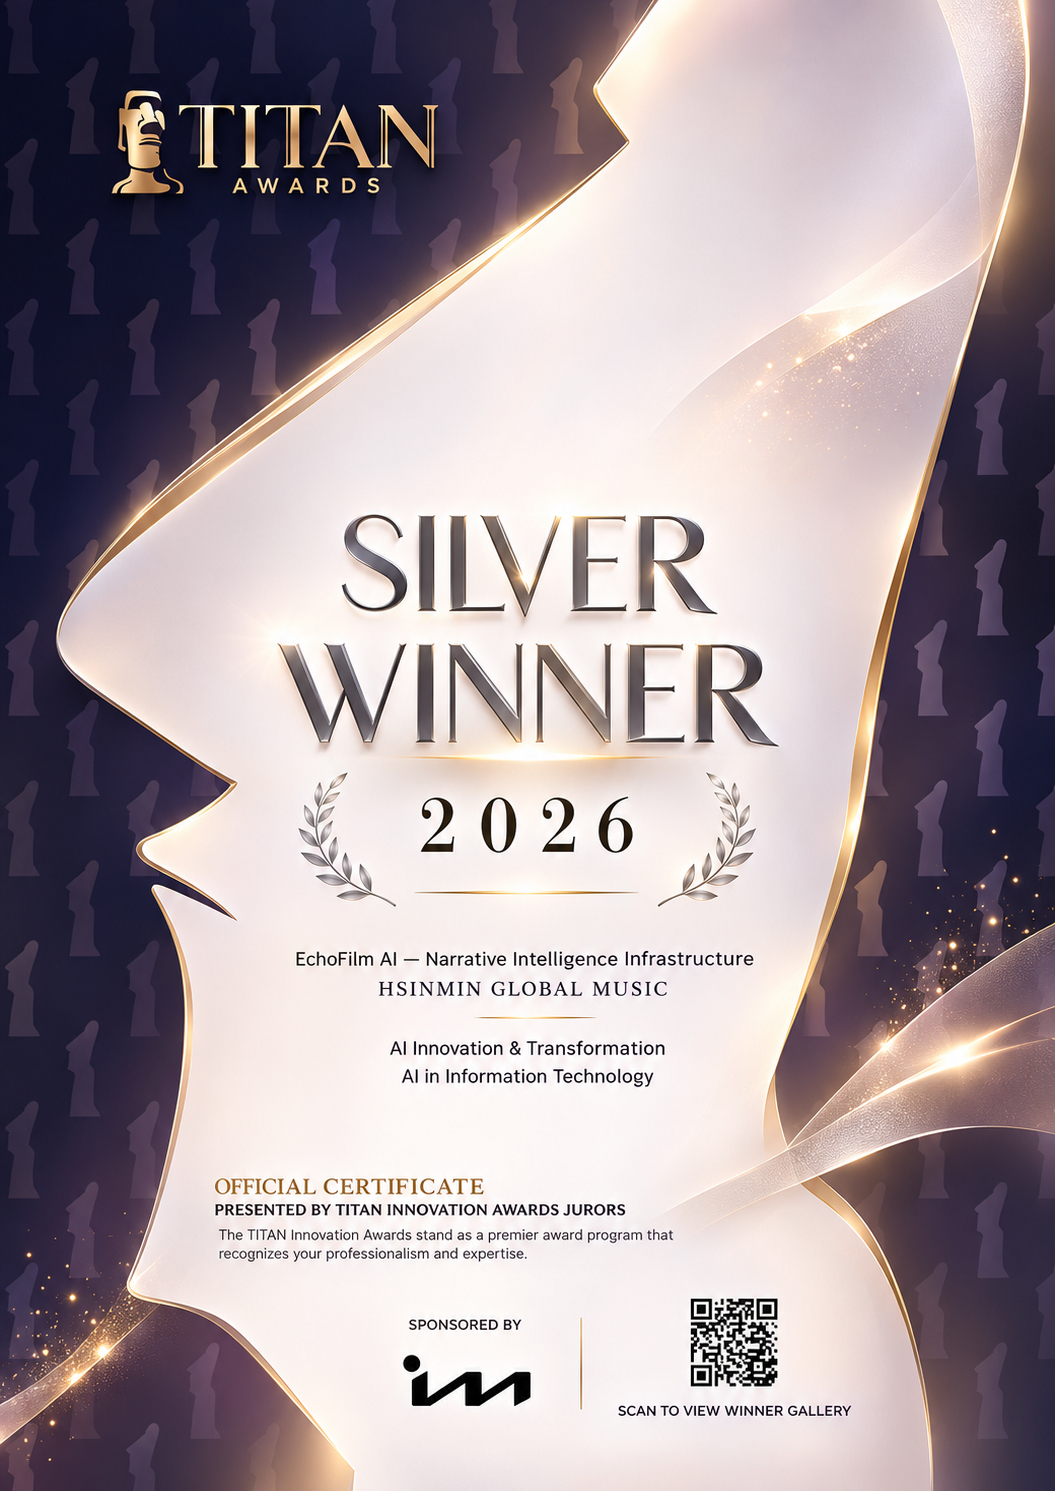 TITAN
AWARDS
SILVER
WINNER
2026
EchoFilm AI — Narrative Intelligence Infrastructure
HSINMIN GLOBAL MUSIC
AI Innovation & Transformation
AI in Information Technology
OFFICIAL CERTIFICATE
PRESENTED BY TITAN INNOVATION AWARDS JURORS
The TITAN Innovation Awards stand as a premier award program that
recognizes your professionalism and expertise.
SPONSORED BY
im
SCAN TO VIEW WINNER GALLERY